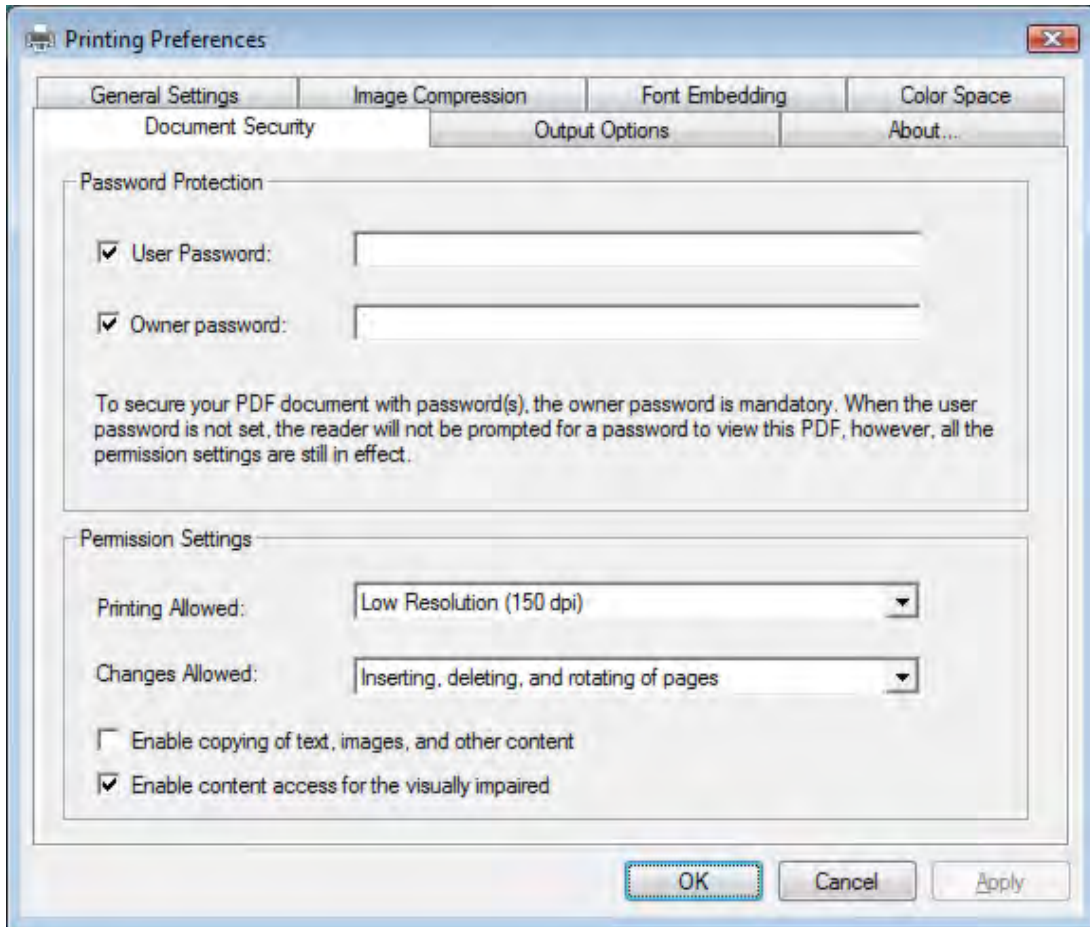 Printing Preferences
General Settings Image Compression Font Embedding Color Space
Document Security Output Options About...
Password Protection
User Password:
Owner password:
To secure your PDF document with password(s), the owner password is mandatory. When the user
password is not set, the reader will not be prompted for a password to view this PDF, however, all the
permission settings are still in effect.
Permission Settings
Printing Allowed: Low Resolution (150 dpi)
Changes Allowed: Inserting, deleting, and rotating of pages
Enable copying of text, images, and other content
Enable content access for the visually impaired
OK Cancel Apply